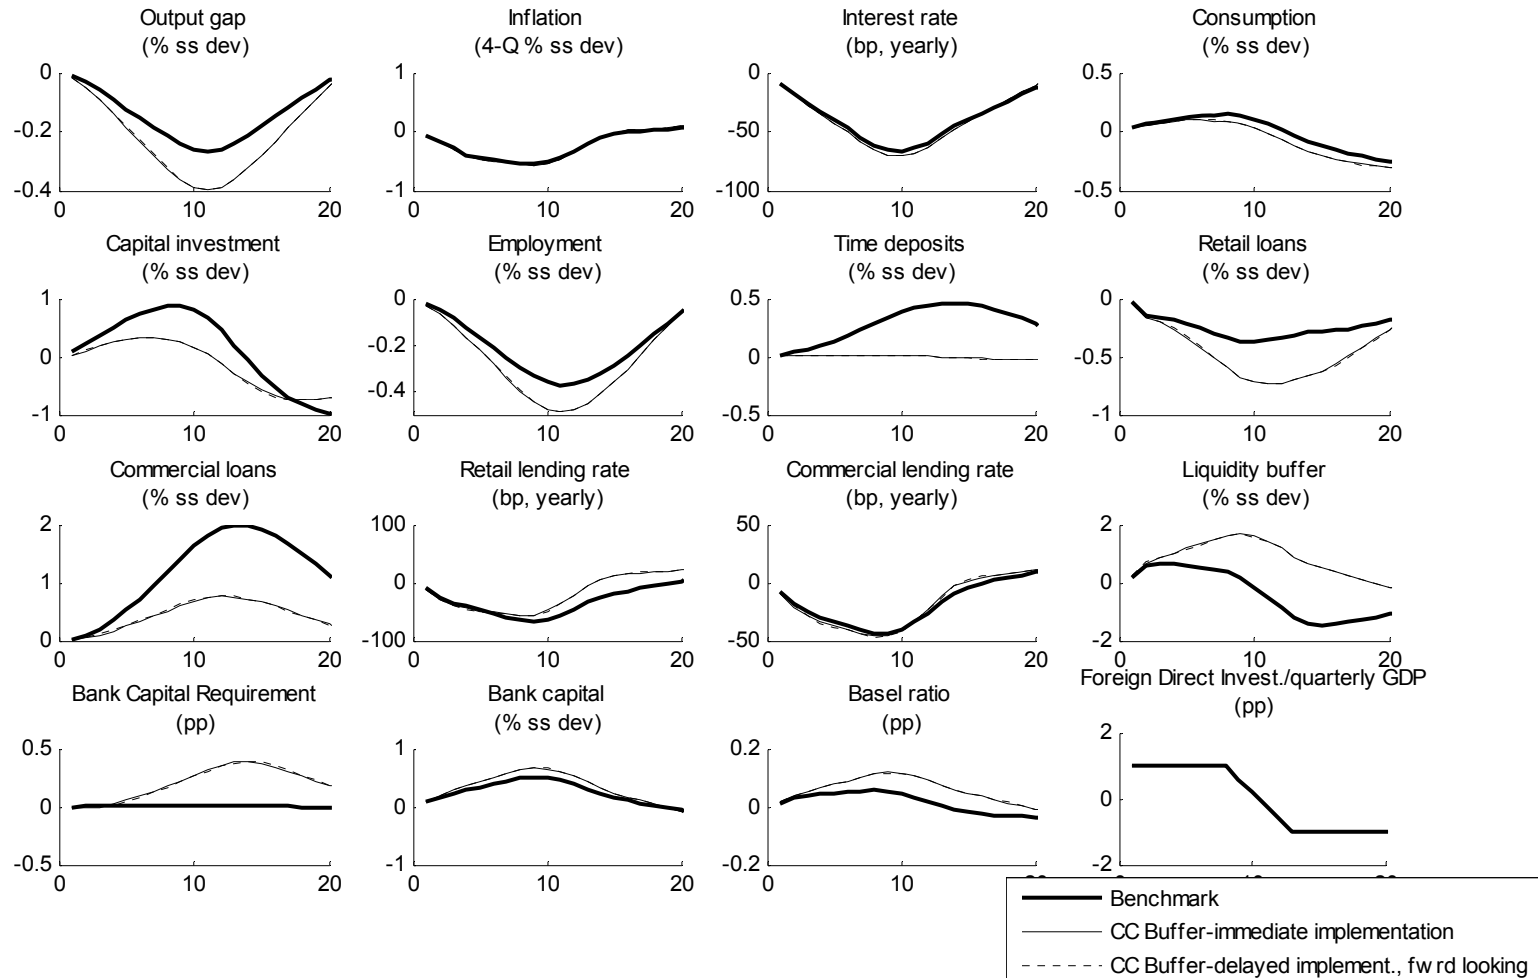 Output gap
(% ss dev)
0
-0.2
-0.4
0
10
20
Inflation
(4-Q % ss dev)
1
0
-1
0
10
20
Interest rate
(bp, yearly)
0
-50
-100
0
10
20
Consumption
(% ss dev)
0.5
0
-0.5
0
10
20
Capital investment
(% ss dev)
1
0
-1
0
10
20
Employment
(% ss dev)
0
-0.2
-0.4
0
10
20
Time deposits
(% ss dev)
0.5
0
-0.5
0
10
20
Retail loans
(% ss dev)
0
-0.5
-1
0
10
20
Commercial loans
(% ss dev)
2
1
0
0
10
20
Retail lending rate
(bp, yearly)
100
0
-100
0
10
20
Commercial lending rate
(bp, yearly)
50
0
-50
0
10
20
Liquidity buffer
(% ss dev)
2
0
-2
0
10
20
Bank Capital Requirement
(pp)
0.5
0
-0.5
0
10
20
Bank capital
(% ss dev)
1
0
-1
0
10
20
Basel ratio
(pp)
0.2
0
-0.2
0
10
Foreign Direct Invest./quarterly GDP
(pp)
2
0
-2
0
Benchmark
CC Buffer-immediate implementation
CC Buffer-delayed implement., fwrd looking